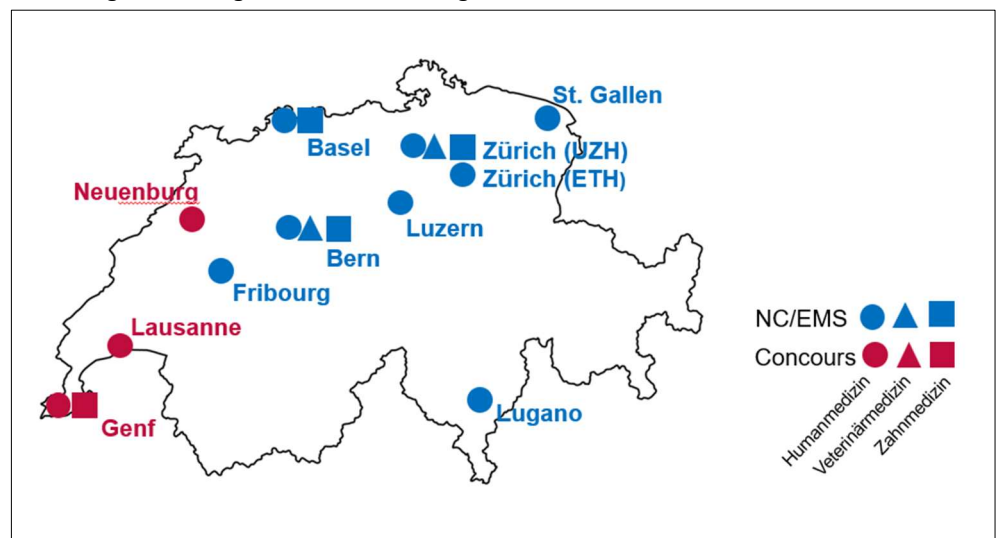 St. Gallen
Basel
Zürich (UZH)
Zürich (ETH)
Neuenburg
Luzern
Bern
Fribourg
Lausanne
NC/EMS
Concours
Genf
Lugano
Humanmedizin
Veterinärmedizin
Zahnmedizin